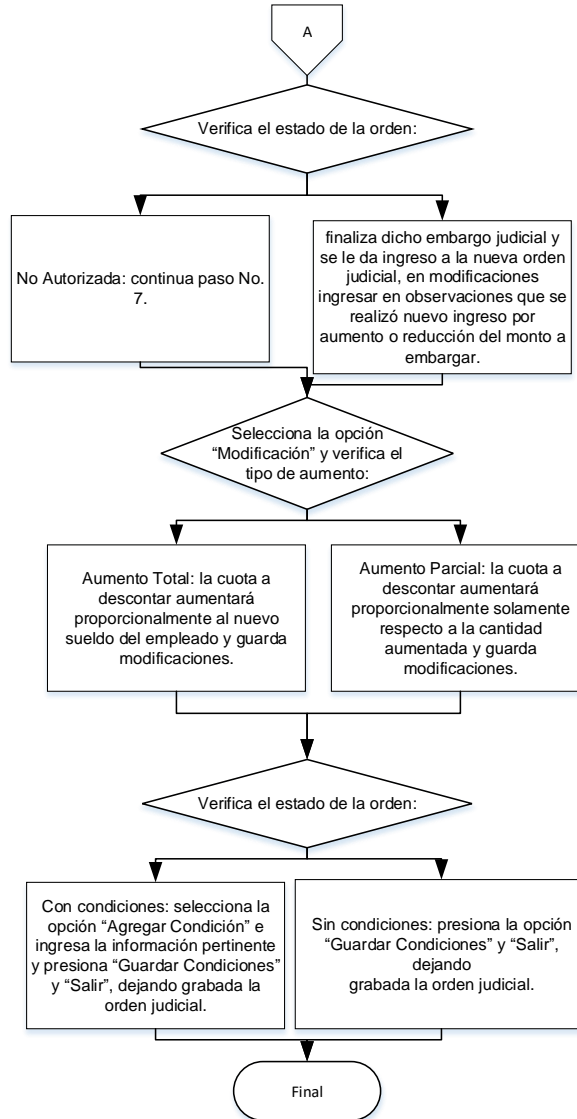 A
Verifica el estado de la orden:
No Autorizada: continua paso No.
7.
finaliza dicho embargo judicial y
se le da ingreso a la nueva orden
judicial, en modificaciones
ingresar en observaciones que se
realizó nuevo ingreso por
aumento o reducción del monto a
embargar.
Selecciona la opción
“Modificación” y verifica el
tipo de aumento:
Aumento Total: la cuota a
descontar aumentará
proporcionalmente al nuevo
sueldo del empleado y guarda
modificaciones.
Aumento Parcial: la cuota a
descontar aumentará
proporcionalmente solamente
respecto a la cantidad
aumentada y guarda
modificaciones.
Verifica el estado de la orden:
Con condiciones: selecciona la
opción “Agregar Condición” e
ingresa la información pertinente
y presiona “Guardar Condiciones”
y “Salir”, dejando grabada la
orden judicial.
Sin condiciones: presiona la opción
“Guardar Condiciones” y “Salir”,
dejando
grabada la orden judicial.
Final